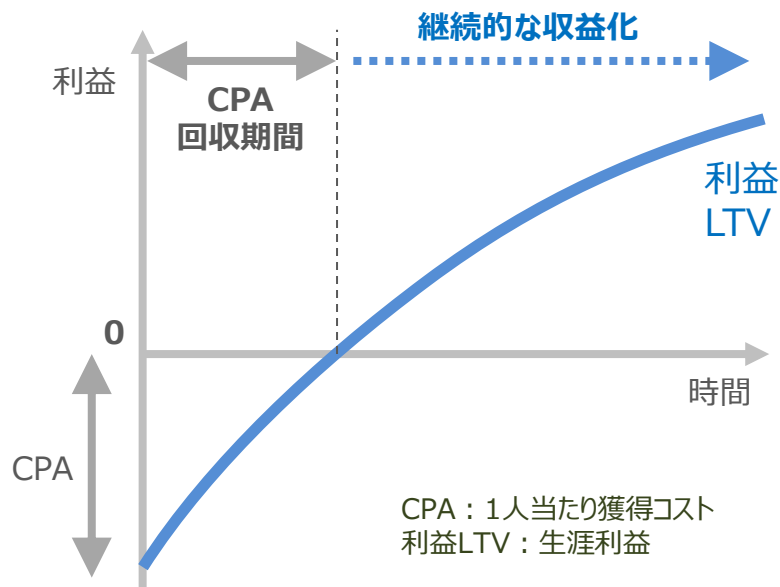 継続的な収益化
利益
CPA
回収期間
利益
LTV
0
時間
CPA
CPA：1人当たり獲得コスト
利益LTV：生涯利益